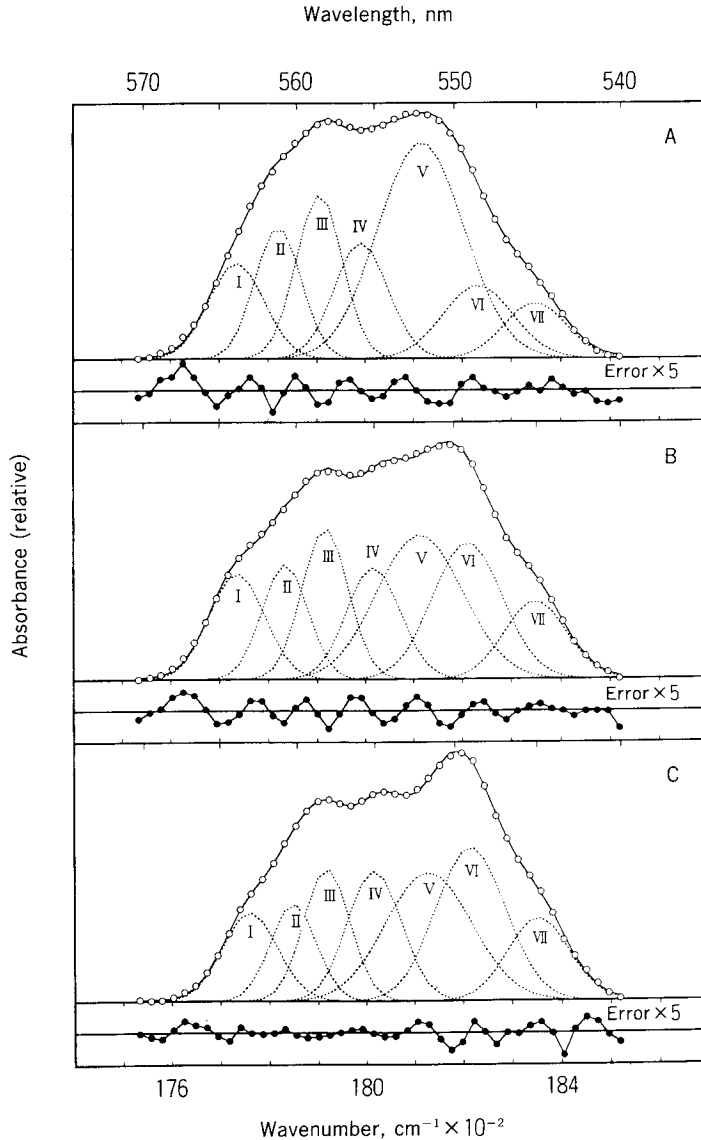 Wavelength, nm
570 560 550 540
A
I II III IV V VI VII
Error×5
B
I II III IV V VI VII
Error×5
C
I II III IV V VI VII
Error×5
176 180 184
Wavenumber, cm⁻¹×10⁻²
Absorbance (relative)